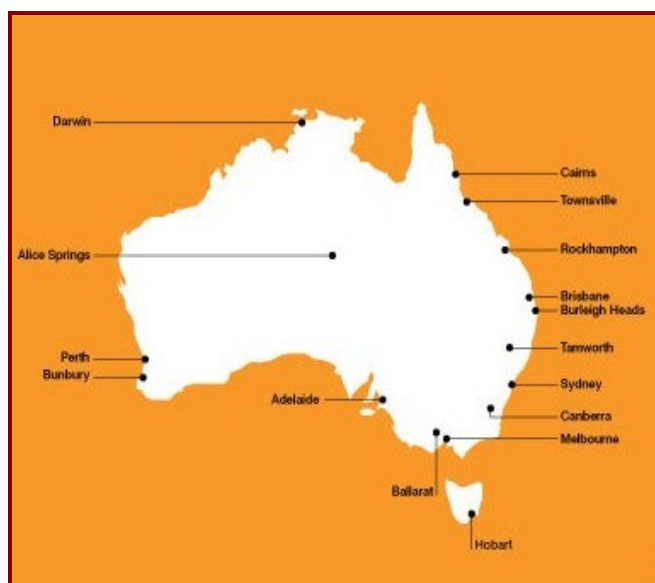 Darwin
Cairns
Townsville
Alice Springs
Rockhampton
Brisbane
Burleigh Heads
Tamworth
Perth
Bunbury
Sydney
Adelaide
Canberra
Melbourne
Ballarat
Hobart